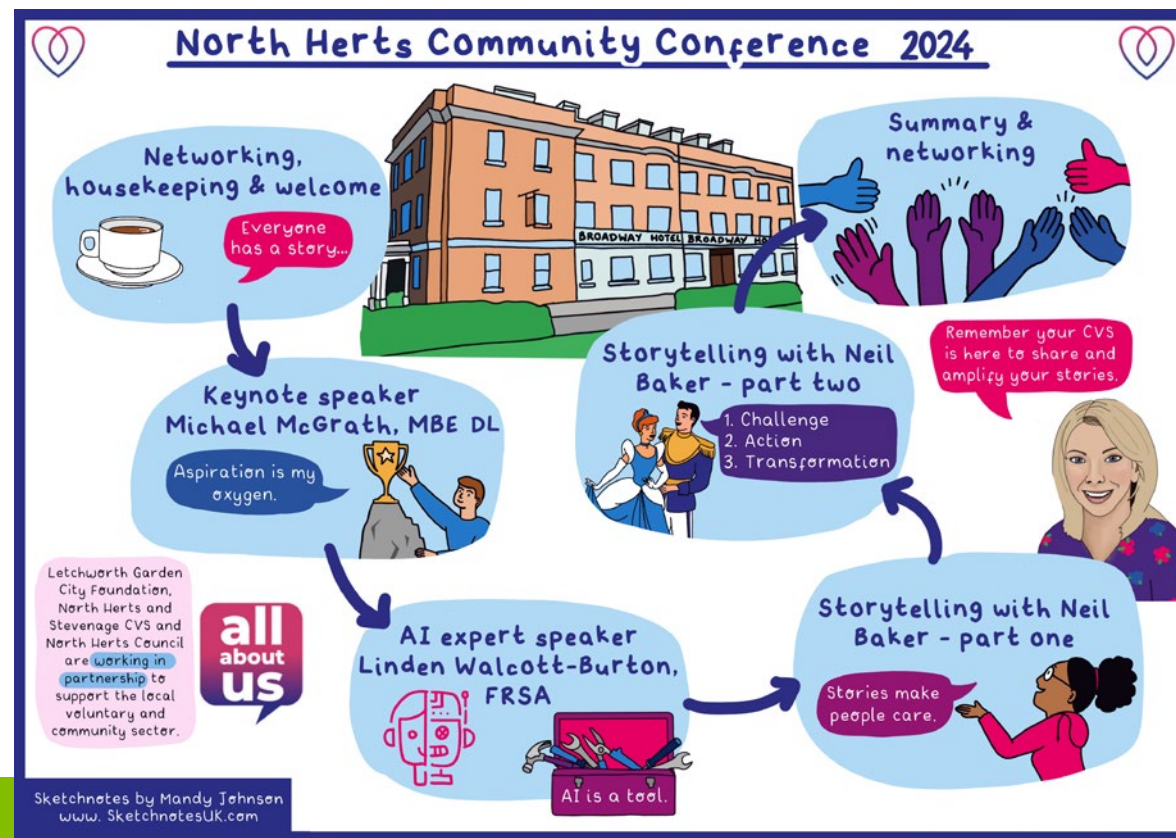 North Herts Community Conference 2024
Networking,
housekeeping & welcome
Everyone
has a story...
BROADWAY HOTEL BROADWAY HO
Keynote speaker
Michael McGrath, MBE DL
Aspiration is my
oxygen.
AI expert speaker
Linden Walcott-Burton,
FRSA
AI is a tool.
Storytelling with Neil
Baker - part one
Stories make
people care.
Storytelling with Neil
Baker - part two
1. Challenge
2. Action
3. Transformation
Summary &
networking
Remember your CVS
is here to share and
amplify your stories.
Letchworth Garden
City Foundation,
North Herts and
Stevenage CVS and
North Herts Council
are working in
partnership to
support the local
voluntary and
community sector.
all
about
us
Sketchnotes by Mandy Johnson
www. SketchnotesUK.com